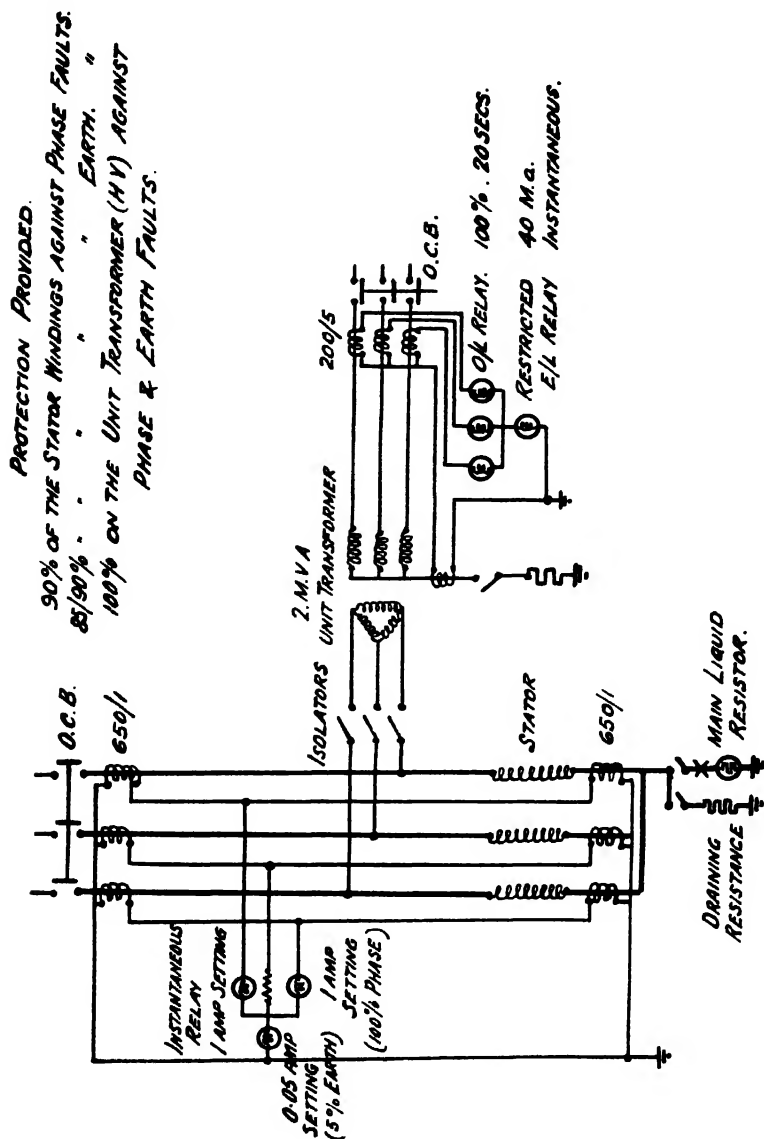 PROTECTION PROVIDED.
90% OF THE STATOR WINDINGS AGAINST PHASE FAULTS.
85/90% " " " " EARTH. "
100% ON THE UNIT TRANSFORMER (HV) AGAINST
PHASE & EARTH FAULTS.
O.C.B.
650/1
ISOLATORS
2.M.V.A
UNIT TRANSFORMER
200/5
O.C.B.
O/L RELAY. 100%. 20SECS.
RESTRICTED 40 M.a.
E/L RELAY INSTANTANEOUS.
INSTANTANEOUS
RELAY
1 AMP SETTING
0.05 AMP
SETTING
(5% EARTH)
1 AMP
SETTING
(100% PHASE)
STATOR
650/1
DRAINING
RESISTANCE
MAIN LIQUID
RESISTOR.